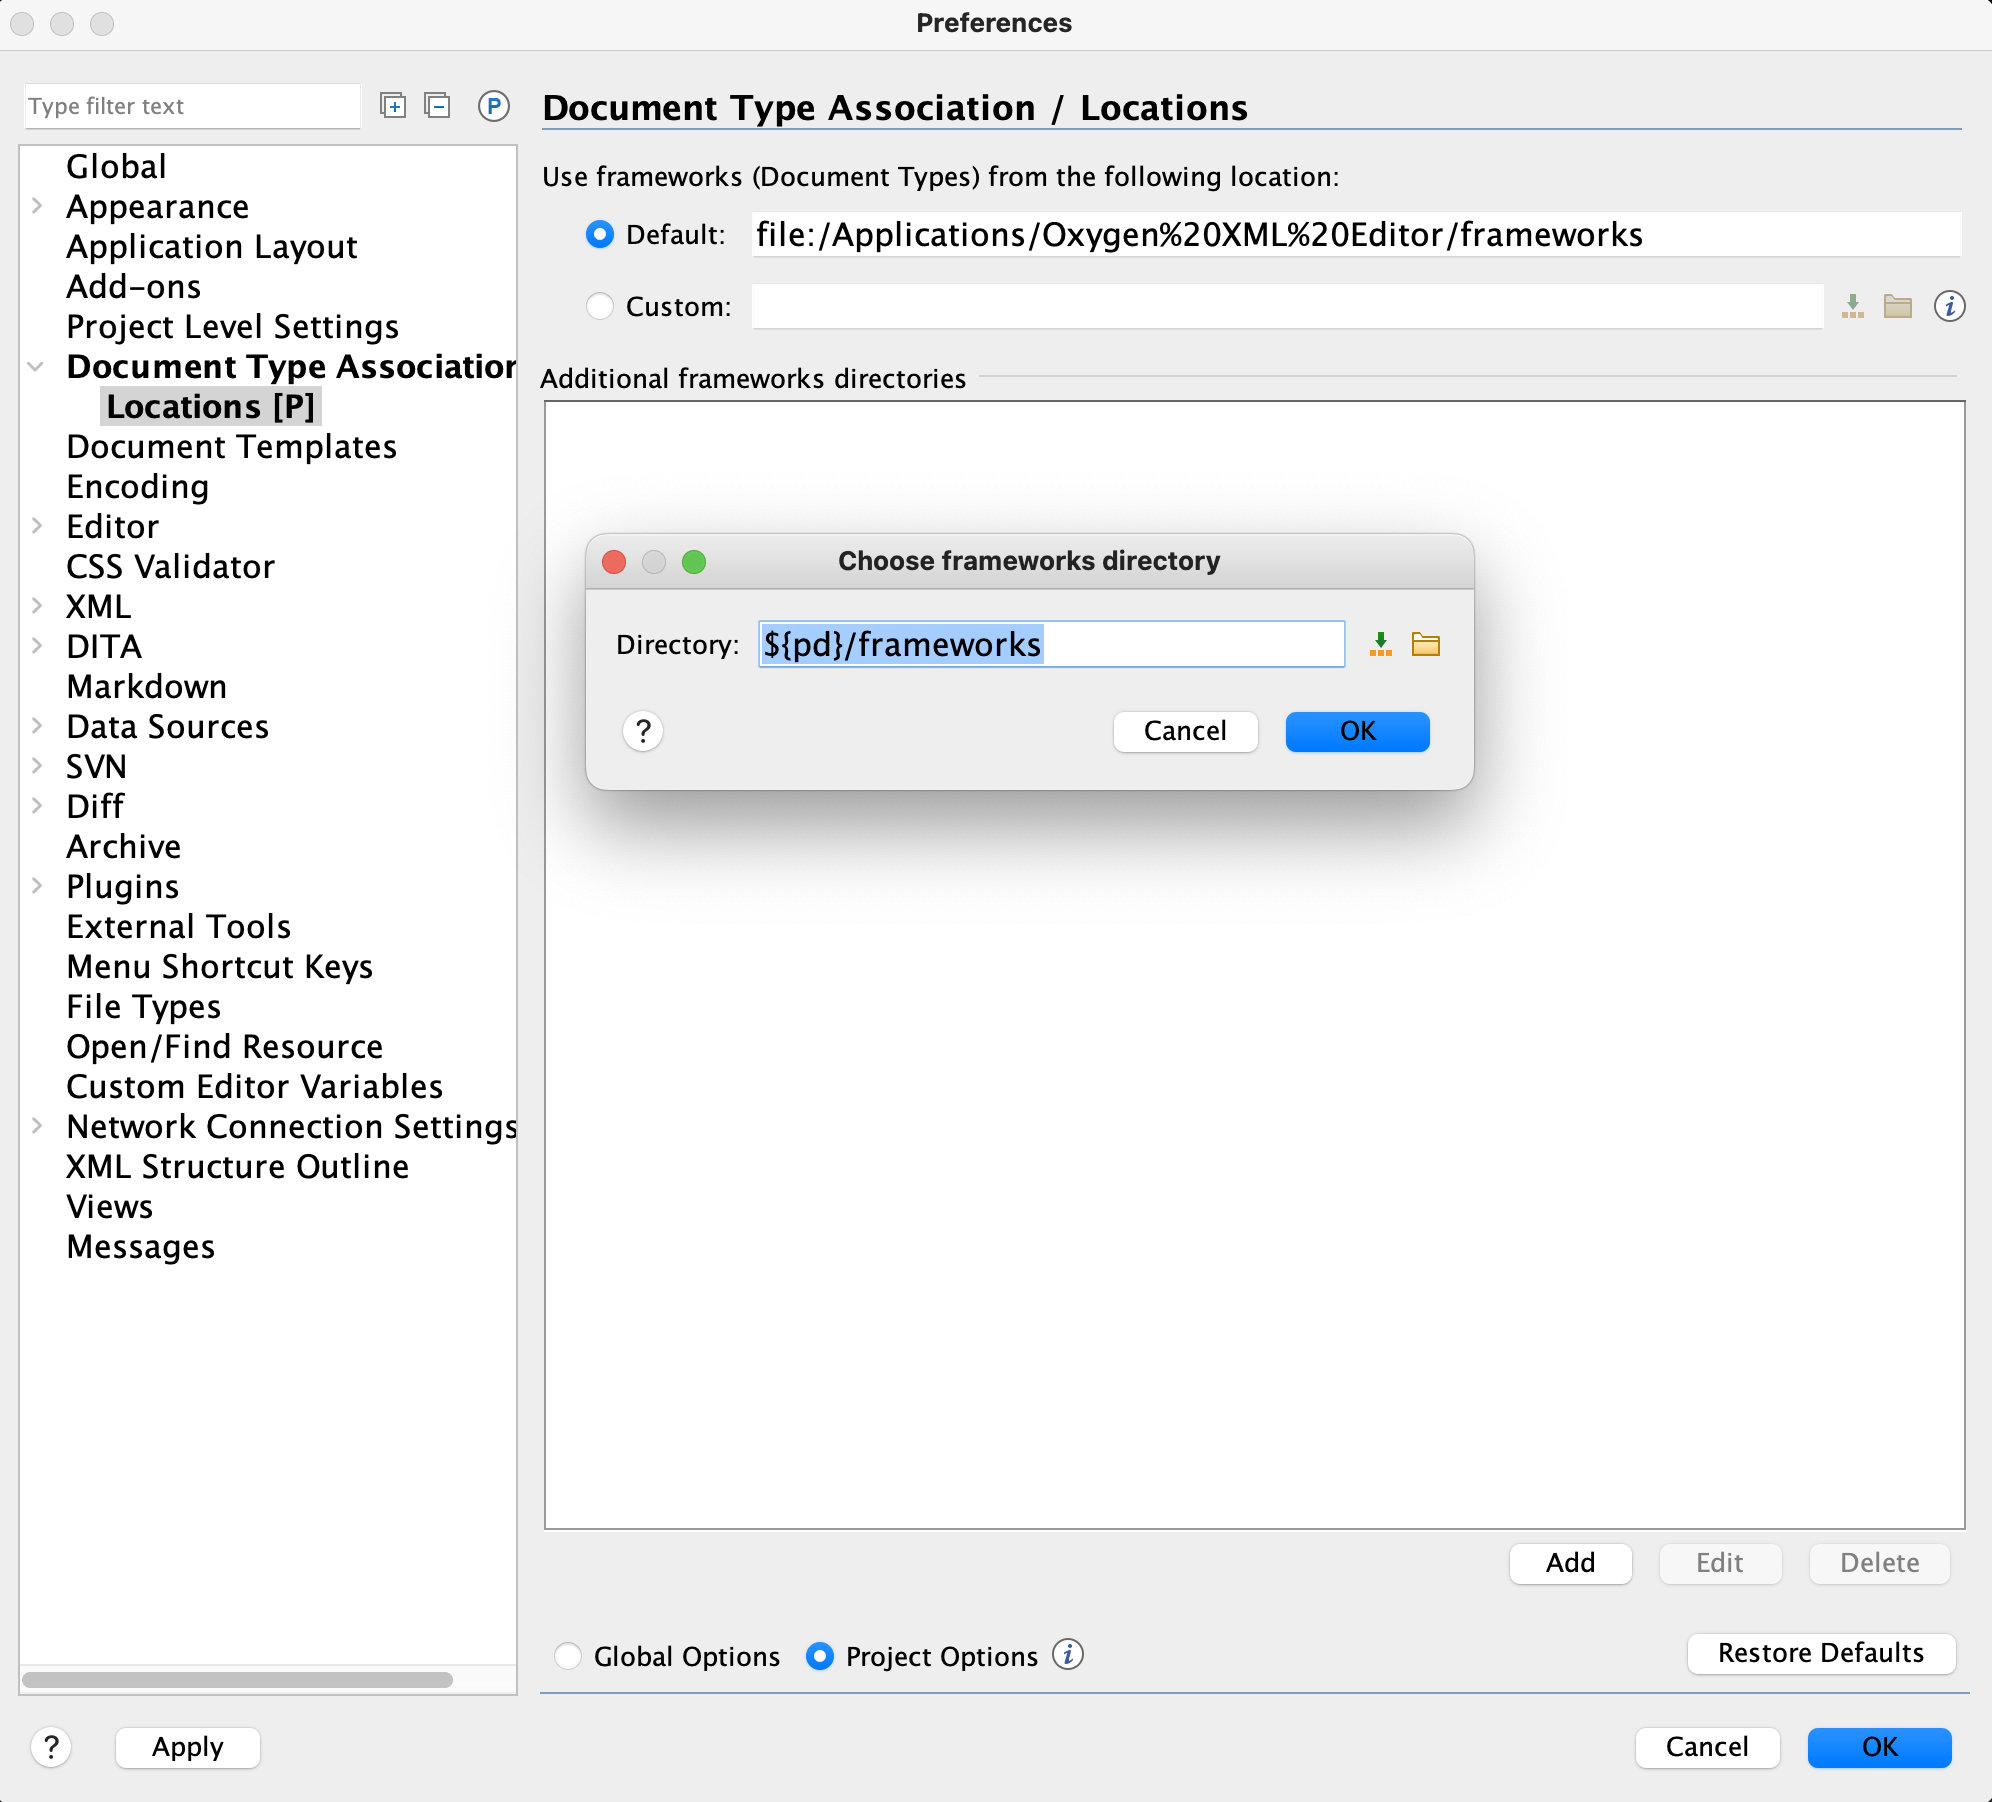 Preferences
Type filter text
P
Global
Appearance
Application Layout
Add-ons
Project Level Settings
Document Type Association
Locations [P]
Document Templates
Encoding
Editor
CSS Validator
XML
DITA
Markdown
Data Sources
SVN
Diff
Archive
Plugins
External Tools
Menu Shortcut Keys
File Types
Open/Find Resource
Custom Editor Variables
Network Connection Settings
XML Structure Outline
Views
Messages
Document Type Association / Locations
Use frameworks (Document Types) from the following location:
Default: file:/Applications/Oxygen%20XML%20Editor/frameworks
Custom:
i
Additional frameworks directories
Choose frameworks directory
Directory: ${pd}/frameworks
? Cancel OK
Add Edit Delete
Global Options Project Options i Restore Defaults
? Apply Cancel OK